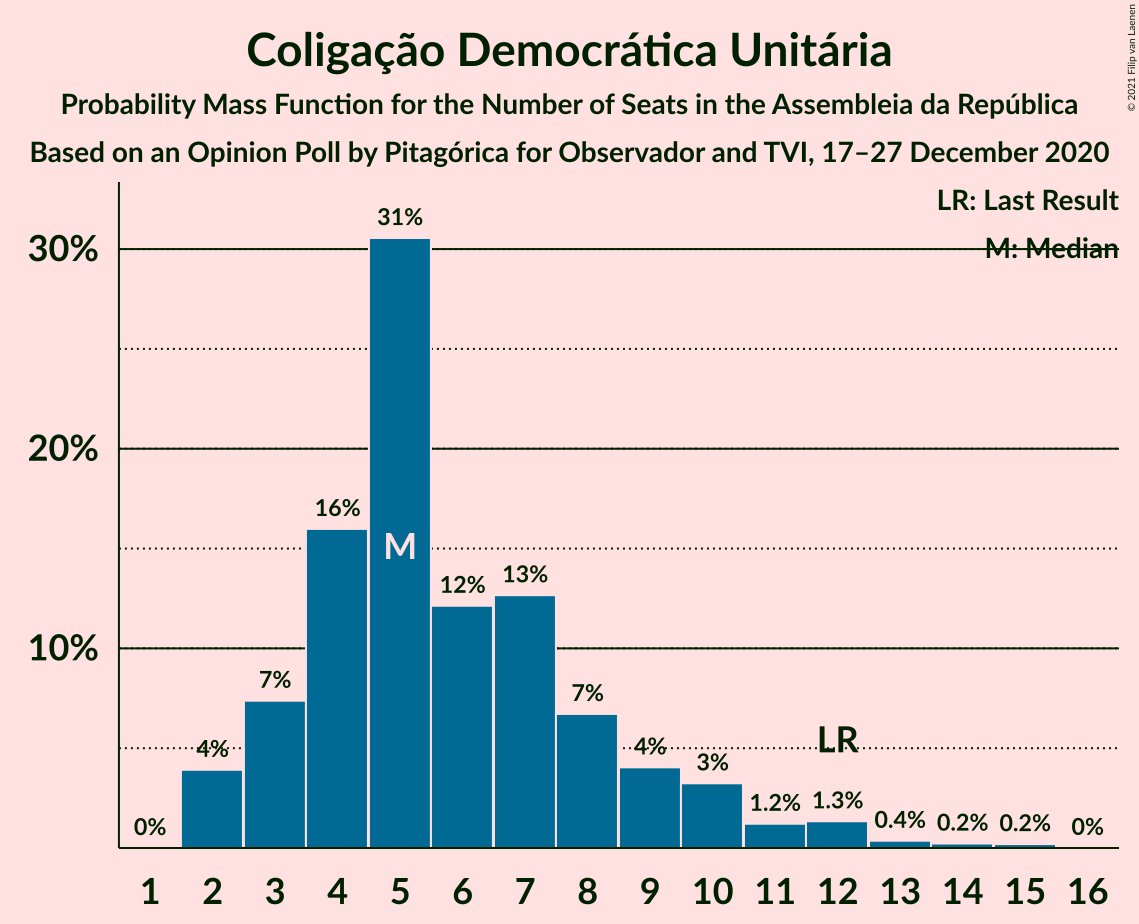 Coligação Democrática Unitária
Probability Mass Function for the Number of Seats in the Assembleia da República
Based on an Opinion Poll by Pitagórica for Observador and TVI, 17–27 December 2020
© 2021 Filip van Laenen
LR: Last Result
M: Median
30%
20%
10%
0%
4%
7%
16%
31%
M
12%
13%
7%
4%
3%
1.2%
LR
1.3%
0.4%
0.2%
0.2%
0%
1 2 3 4 5 6 7 8 9 10 11 12 13 14 15 16